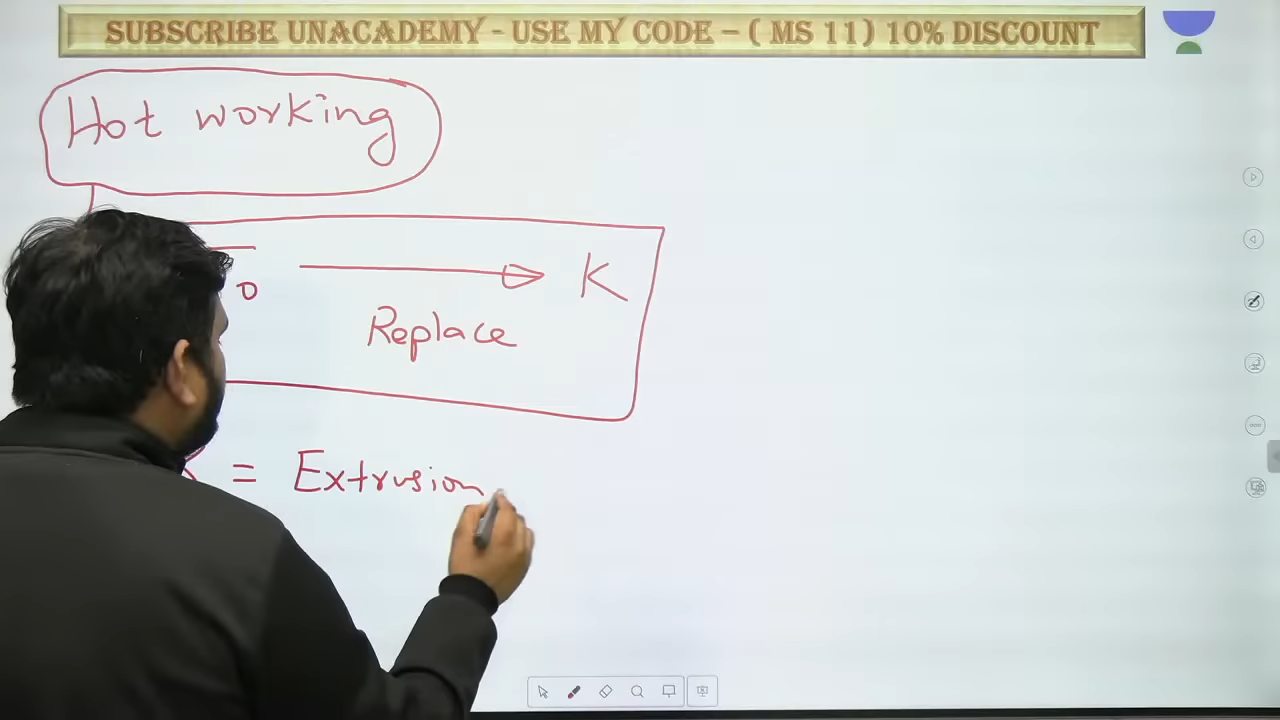 SUBSCRIBE UNACADEMY - USE MY CODE – ( MS 11) 10% DISCOUNT
Hot working
o K
Replace
= Extrusion